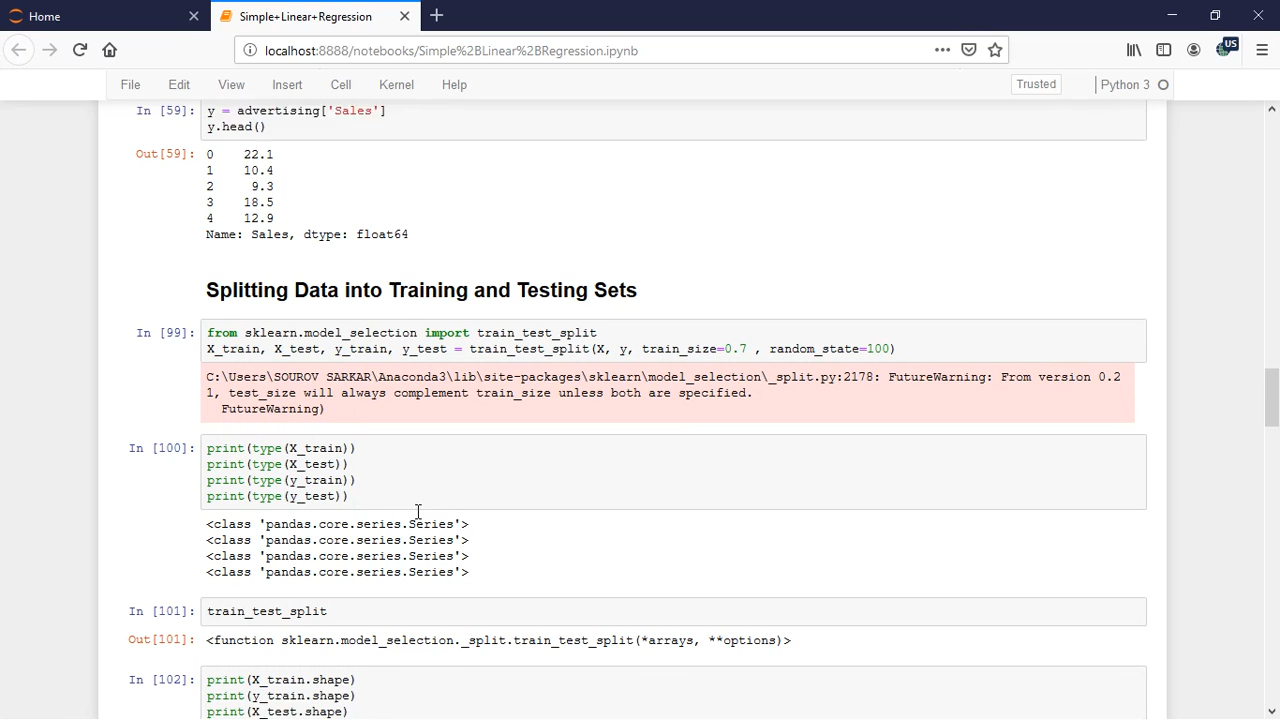 Home
Simple+Linear+Regression
localhost:8888/notebooks/Simple%2BLinear%2BRegression.ipynb
US
File Edit View Insert Cell Kernel Help
Trusted
Python 3
In [59]: y = advertising['Sales']
y.head()
Out[59]: 0 22.1
1 10.4
2 9.3
3 18.5
4 12.9
Name: Sales, dtype: float64
Splitting Data into Training and Testing Sets
In [99]: from sklearn.model_selection import train_test_split
X_train, X_test, y_train, y_test = train_test_split(X, y, train_size=0.7 , random_state=100)
C:\Users\SOUROV SARKAR\Anaconda3\lib\site-packages\sklearn\model_selection\_split.py:2178: FutureWarning: From version 0.2
1, test_size will always complement train_size unless both are specified.
FutureWarning)
In [100]: print(type(X_train))
print(type(X_test))
print(type(y_train))
print(type(y_test))
<class 'pandas.core.series.Series'>
<class 'pandas.core.series.Series'>
<class 'pandas.core.series.Series'>
<class 'pandas.core.series.Series'>
In [101]: train_test_split
Out[101]: <function sklearn.model_selection._split.train_test_split(*arrays, **options)>
In [102]: print(X_train.shape)
print(y_train.shape)
print(X_test.shape)